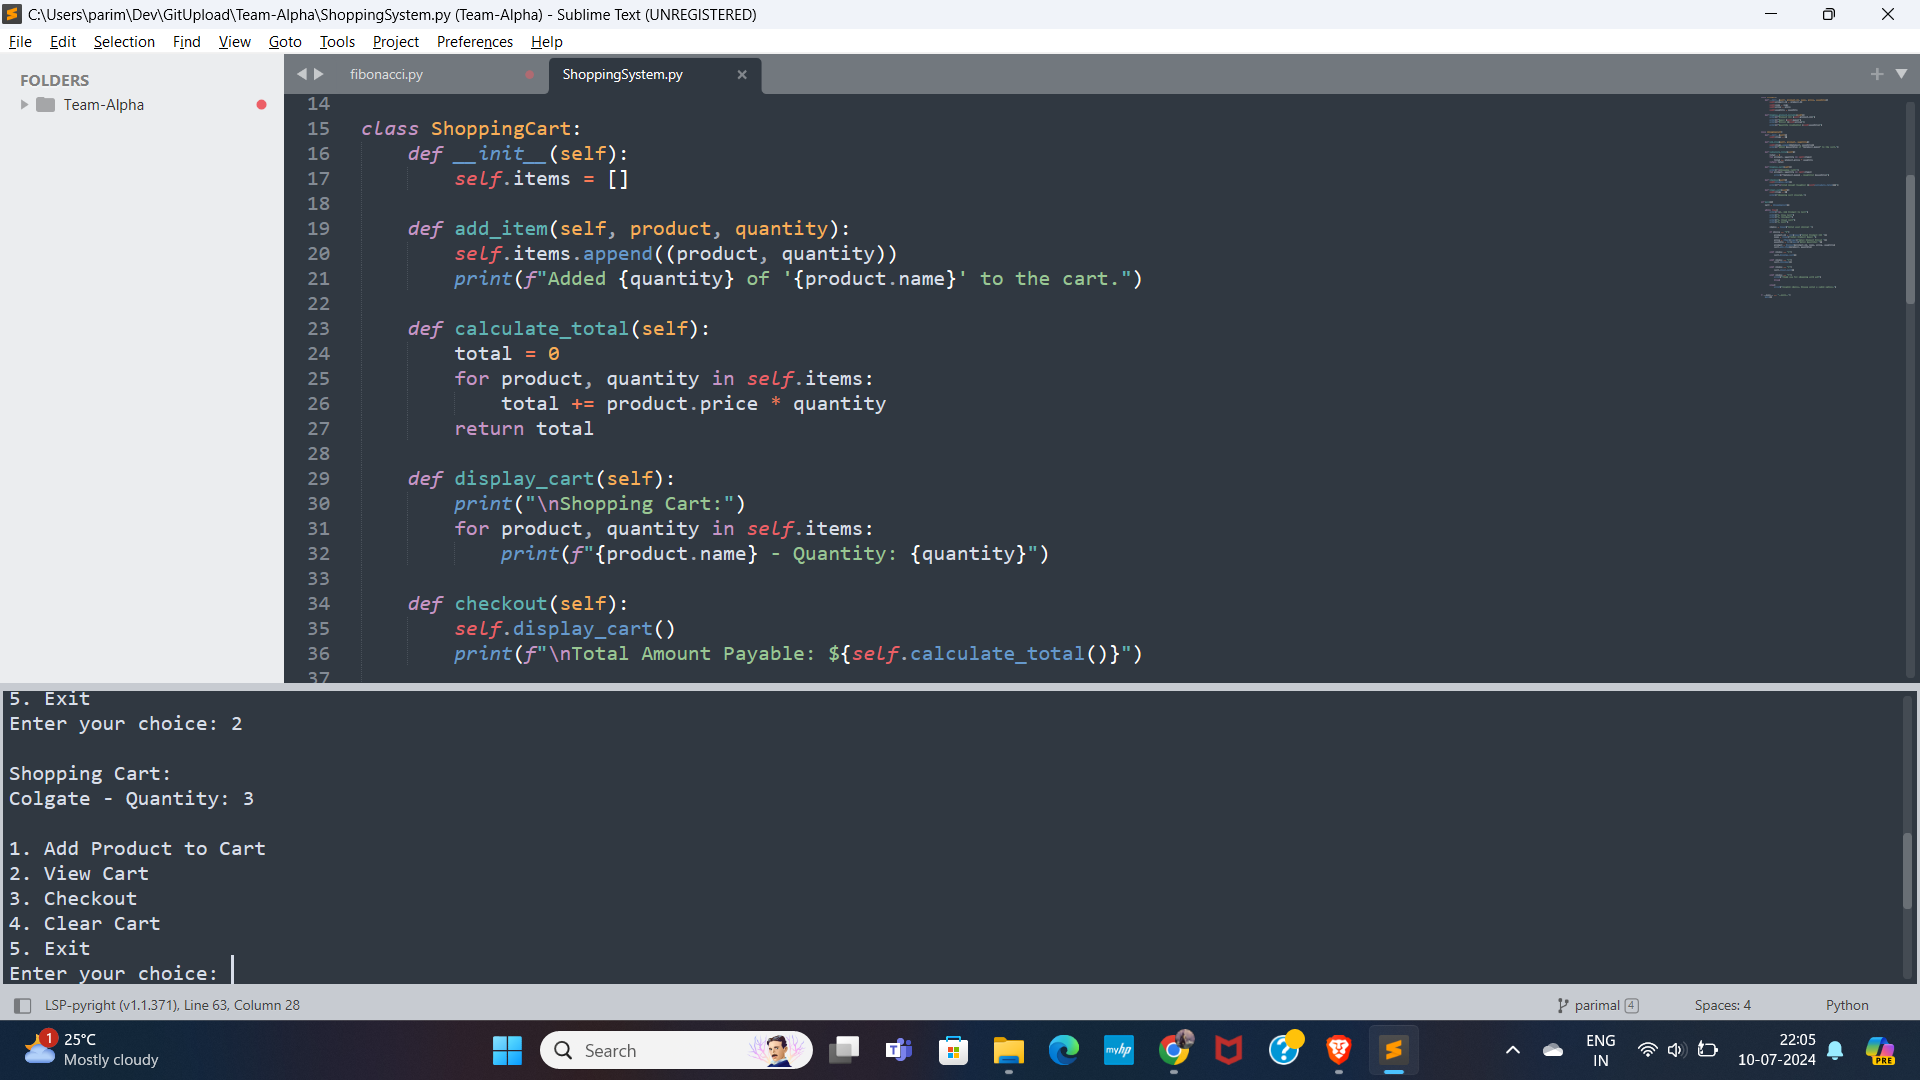 C:\Users\parim\Dev\GitUpload\Team-Alpha\ShoppingSystem.py (Team-Alpha) - Sublime Text (UNREGISTERED)
File Edit Selection Find View Goto Tools Project Preferences Help
FOLDERS
Team-Alpha
fibonacci.py
ShoppingSystem.py
14
15 class ShoppingCart:
16     def __init__(self):
17         self.items = []
18
19     def add_item(self, product, quantity):
20         self.items.append((product, quantity))
21         print(f"Added {quantity} of '{product.name}' to the cart.")
22
23     def calculate_total(self):
24         total = 0
25         for product, quantity in self.items:
26             total += product.price * quantity
27         return total
28
29     def display_cart(self):
30         print("\nShopping Cart:")
31         for product, quantity in self.items:
32             print(f"{product.name} - Quantity: {quantity}")
33
34     def checkout(self):
35         self.display_cart()
36         print(f"\nTotal Amount Payable: ${self.calculate_total()}")
37
5. Exit
Enter your choice: 2
Shopping Cart:
Colgate - Quantity: 3
1. Add Product to Cart
2. View Cart
3. Checkout
4. Clear Cart
5. Exit
Enter your choice:
LSP-pyright (v1.1.371), Line 63, Column 28
parimal 4
Spaces: 4
Python
1
25°C
Mostly cloudy
Search
myhp
ENG
IN
22:05
10-07-2024
PRE